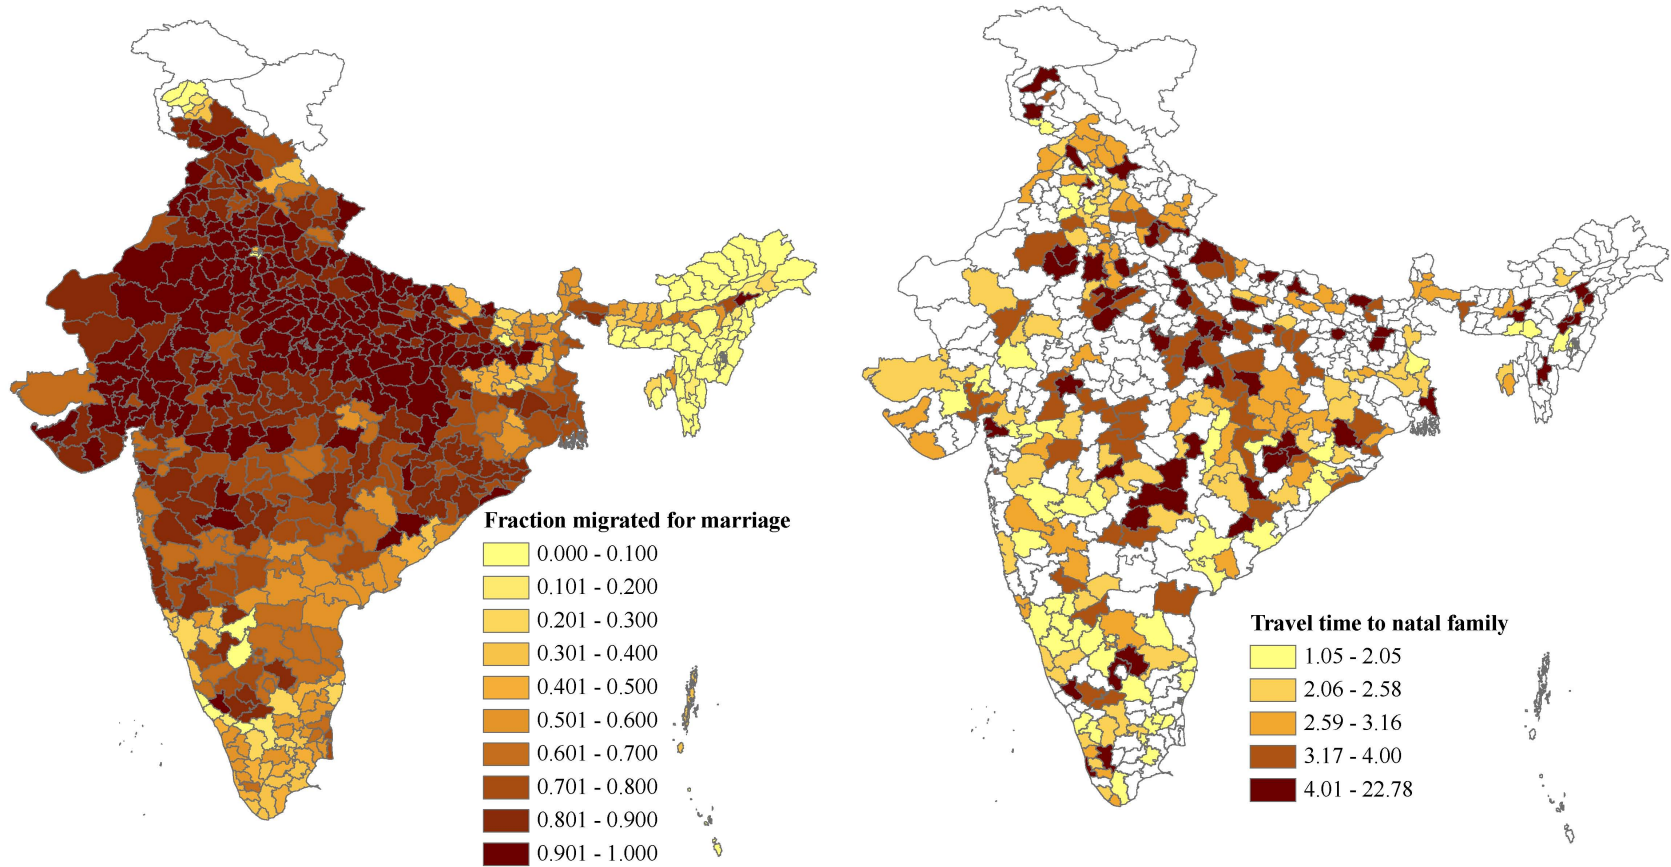 Fraction migrated for marriage
0.000 - 0.100
0.101 - 0.200
0.201 - 0.300
0.301 - 0.400
0.401 - 0.500
0.501 - 0.600
0.601 - 0.700
0.701 - 0.800
0.801 - 0.900
0.901 - 1.000
Travel time to natal family
1.05 - 2.05
2.06 - 2.58
2.59 - 3.16
3.17 - 4.00
4.01 - 22.78